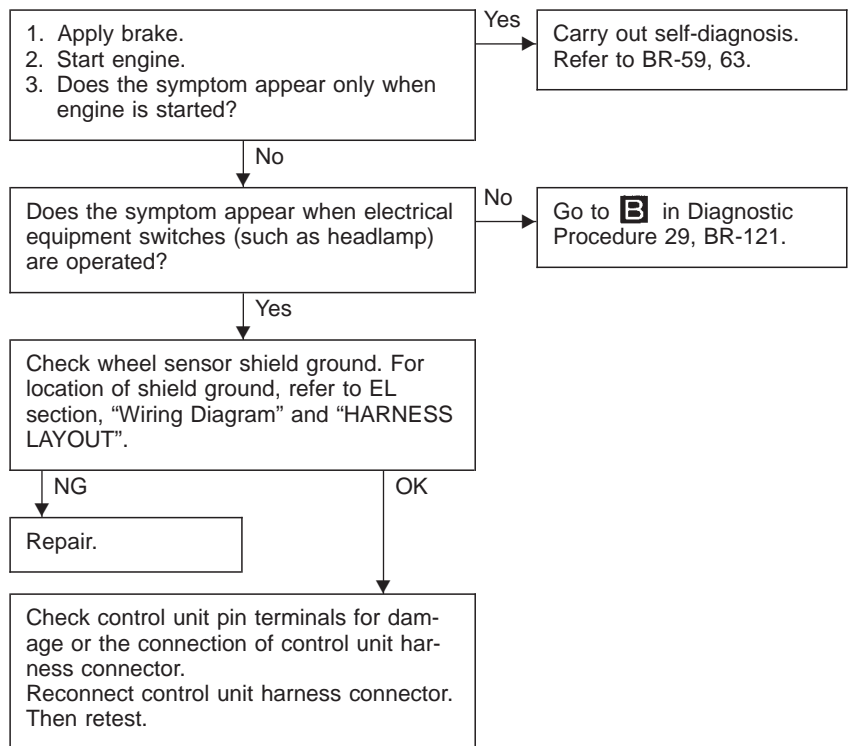 1. Apply brake.
2. Start engine.
3. Does the symptom appear only when
engine is started?
Yes
Carry out self-diagnosis.
Refer to BR-59, 63.
No
Does the symptom appear when electrical
equipment switches (such as headlamp)
are operated?
No
Go to B in Diagnostic
Procedure 29, BR-121.
Yes
Check wheel sensor shield ground. For
location of shield ground, refer to EL
section, “Wiring Diagram” and “HARNESS
LAYOUT”.
NG
OK
Repair.
Check control unit pin terminals for dam-
age or the connection of control unit har-
ness connector.
Reconnect control unit harness connector.
Then retest.